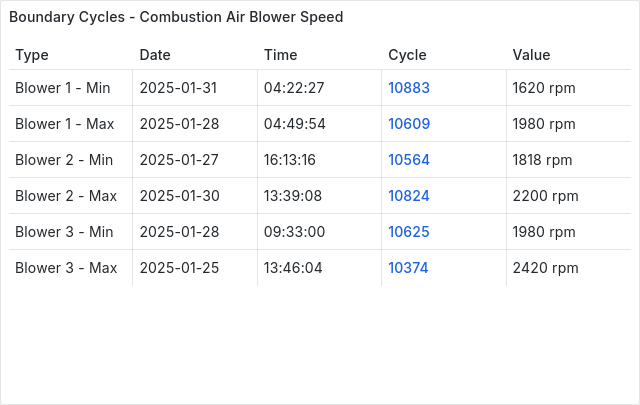 Boundary Cycles - Combustion Air Blower Speed
Type Date Time Cycle Value
Blower 1 - Min 2025-01-31 04:22:27 10883 1620 rpm
Blower 1 - Max 2025-01-28 04:49:54 10609 1980 rpm
Blower 2 - Min 2025-01-27 16:13:16 10564 1818 rpm
Blower 2 - Max 2025-01-30 13:39:08 10824 2200 rpm
Blower 3 - Min 2025-01-28 09:33:00 10625 1980 rpm
Blower 3 - Max 2025-01-25 13:46:04 10374 2420 rpm